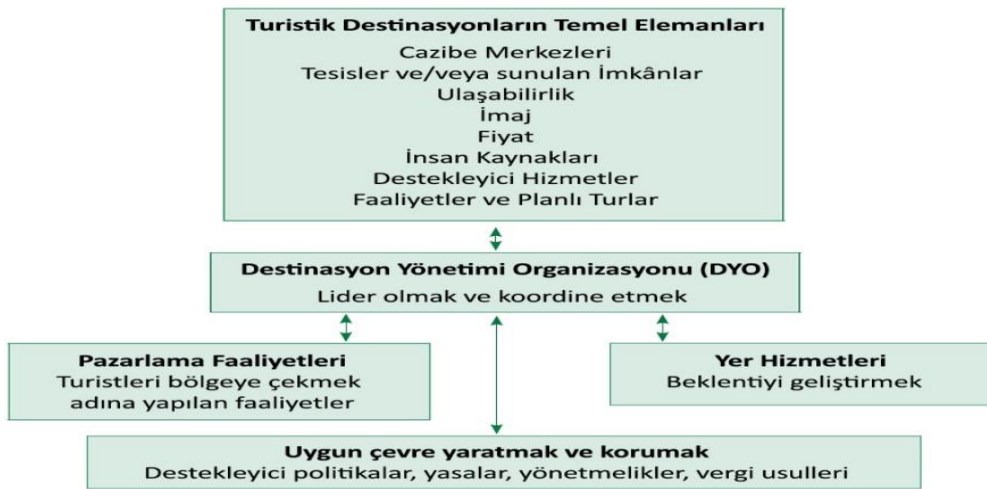 Turistik Destinasyonların Temel Elemanları
Cazibe Merkezleri
Tesisler ve/veya sunulan İmkânlar
Ulaşabilirlik
İmaj
Fiyat
İnsan Kaynakları
Destekleyici Hizmetler
Faaliyetler ve Planlı Turlar
Destinasyon Yönetimi Organizasyonu (DYO)
Lider olmak ve koordine etmek
Pazarlama Faaliyetleri
Turistleri bölgeye çekmek
adına yapılan faaliyetler
Yer Hizmetleri
Beklentiyi geliştirmek
Uygun çevre yaratmak ve korumak
Destekleyici politikalar, yasalar, yönetmelikler, vergi usulleri